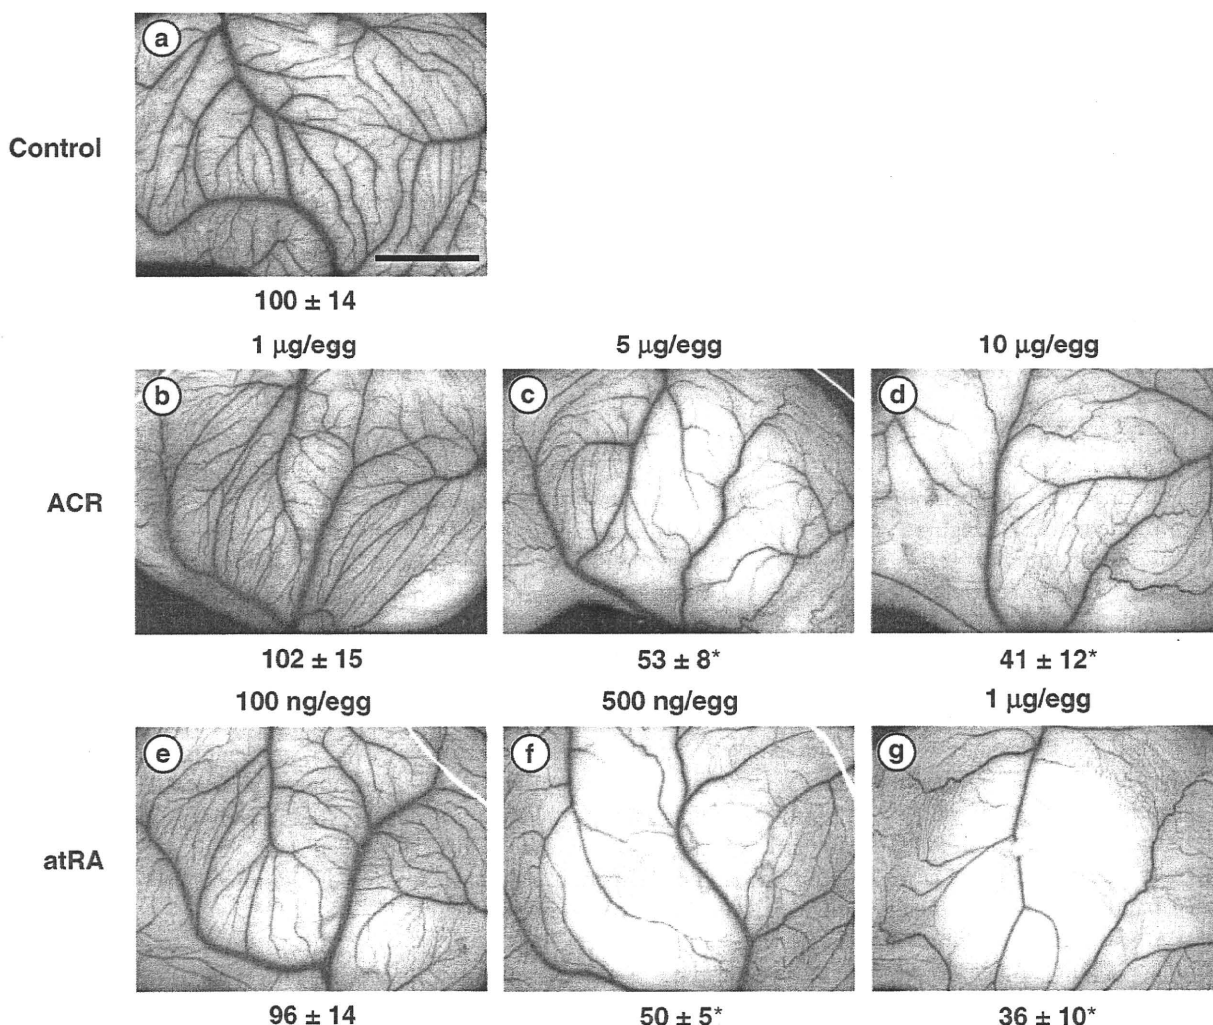 a
Control
100 ± 14
1 µg/egg 5 µg/egg 10 µg/egg
b c d
ACR
102 ± 15 53 ± 8* 41 ± 12*
100 ng/egg 500 ng/egg 1 µg/egg
e f g
atRA
96 ± 14 50 ± 5* 36 ± 10*